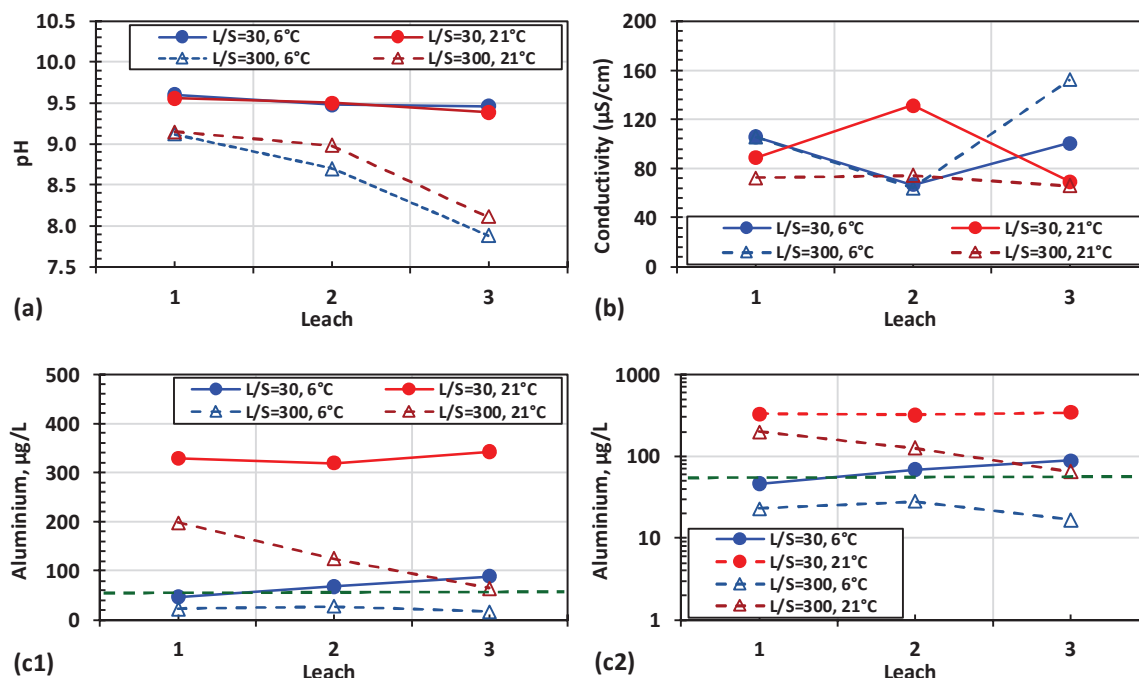 10.5
10.0
9.5
9.0
8.5
8.0
7.5
pH
L/S=30, 6°C
L/S=30, 21°C
L/S=300, 6°C
L/S=300, 21°C
1 2 3
Leach
(a)
200
160
120
80
40
0
Conductivity (µS/cm)
L/S=30, 6°C
L/S=30, 21°C
L/S=300, 6°C
L/S=300, 21°C
1 2 3
Leach
(b)
500
400
300
200
100
0
Aluminium, µg/L
L/S=30, 6°C
L/S=30, 21°C
L/S=300, 6°C
L/S=300, 21°C
1 2 3
Leach
(c1)
1000
100
10
1
Aluminium, µg/L
L/S=30, 6°C
L/S=30, 21°C
L/S=300, 6°C
L/S=300, 21°C
1 2 3
Leach
(c2)